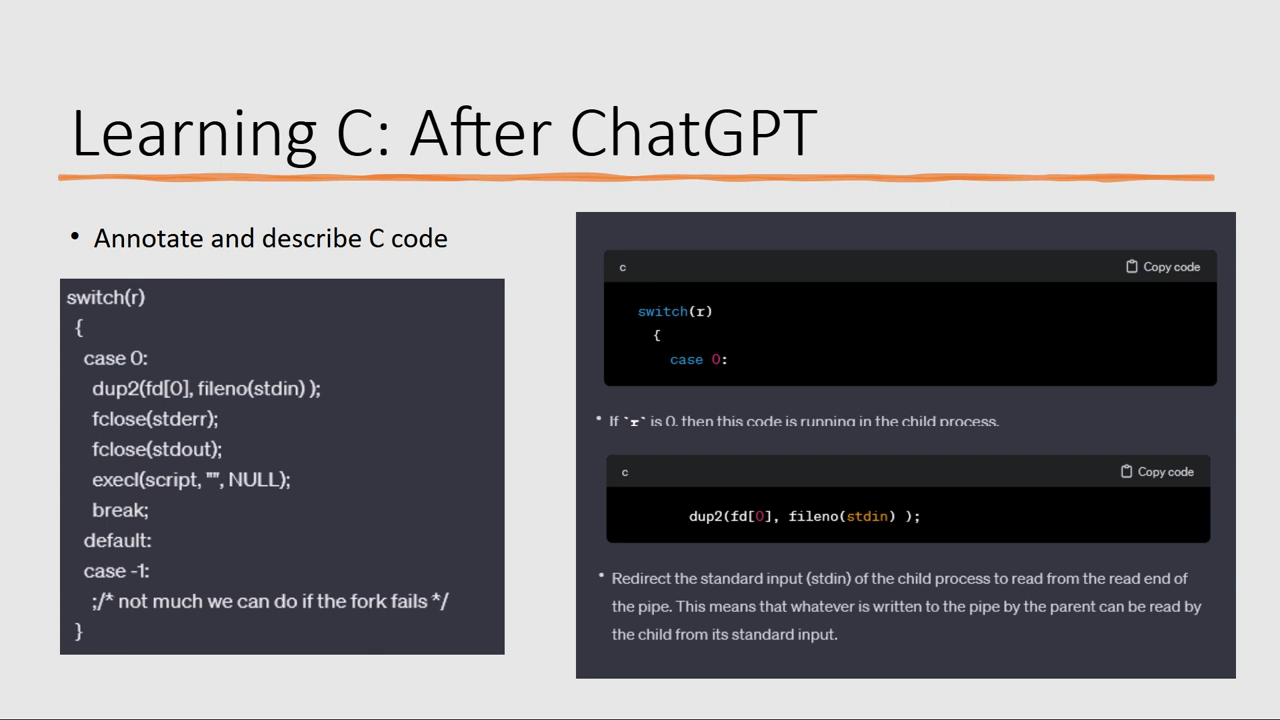 Learning C: After ChatGPT
• Annotate and describe C code
switch(r)
{
case 0:
dup2(fd[0], fileno(stdin) );
fclose(stderr);
fclose(stdout);
execl(script, "", NULL);
break;
default:
case -1:
;/* not much we can do if the fork fails */
}
c
Copy code
switch(r)
{
case 0:
• If `r` is 0, then this code is running in the child process.
c
Copy code
dup2(fd[0], fileno(stdin) );
• Redirect the standard input (stdin) of the child process to read from the read end of
the pipe. This means that whatever is written to the pipe by the parent can be read by
the child from its standard input.